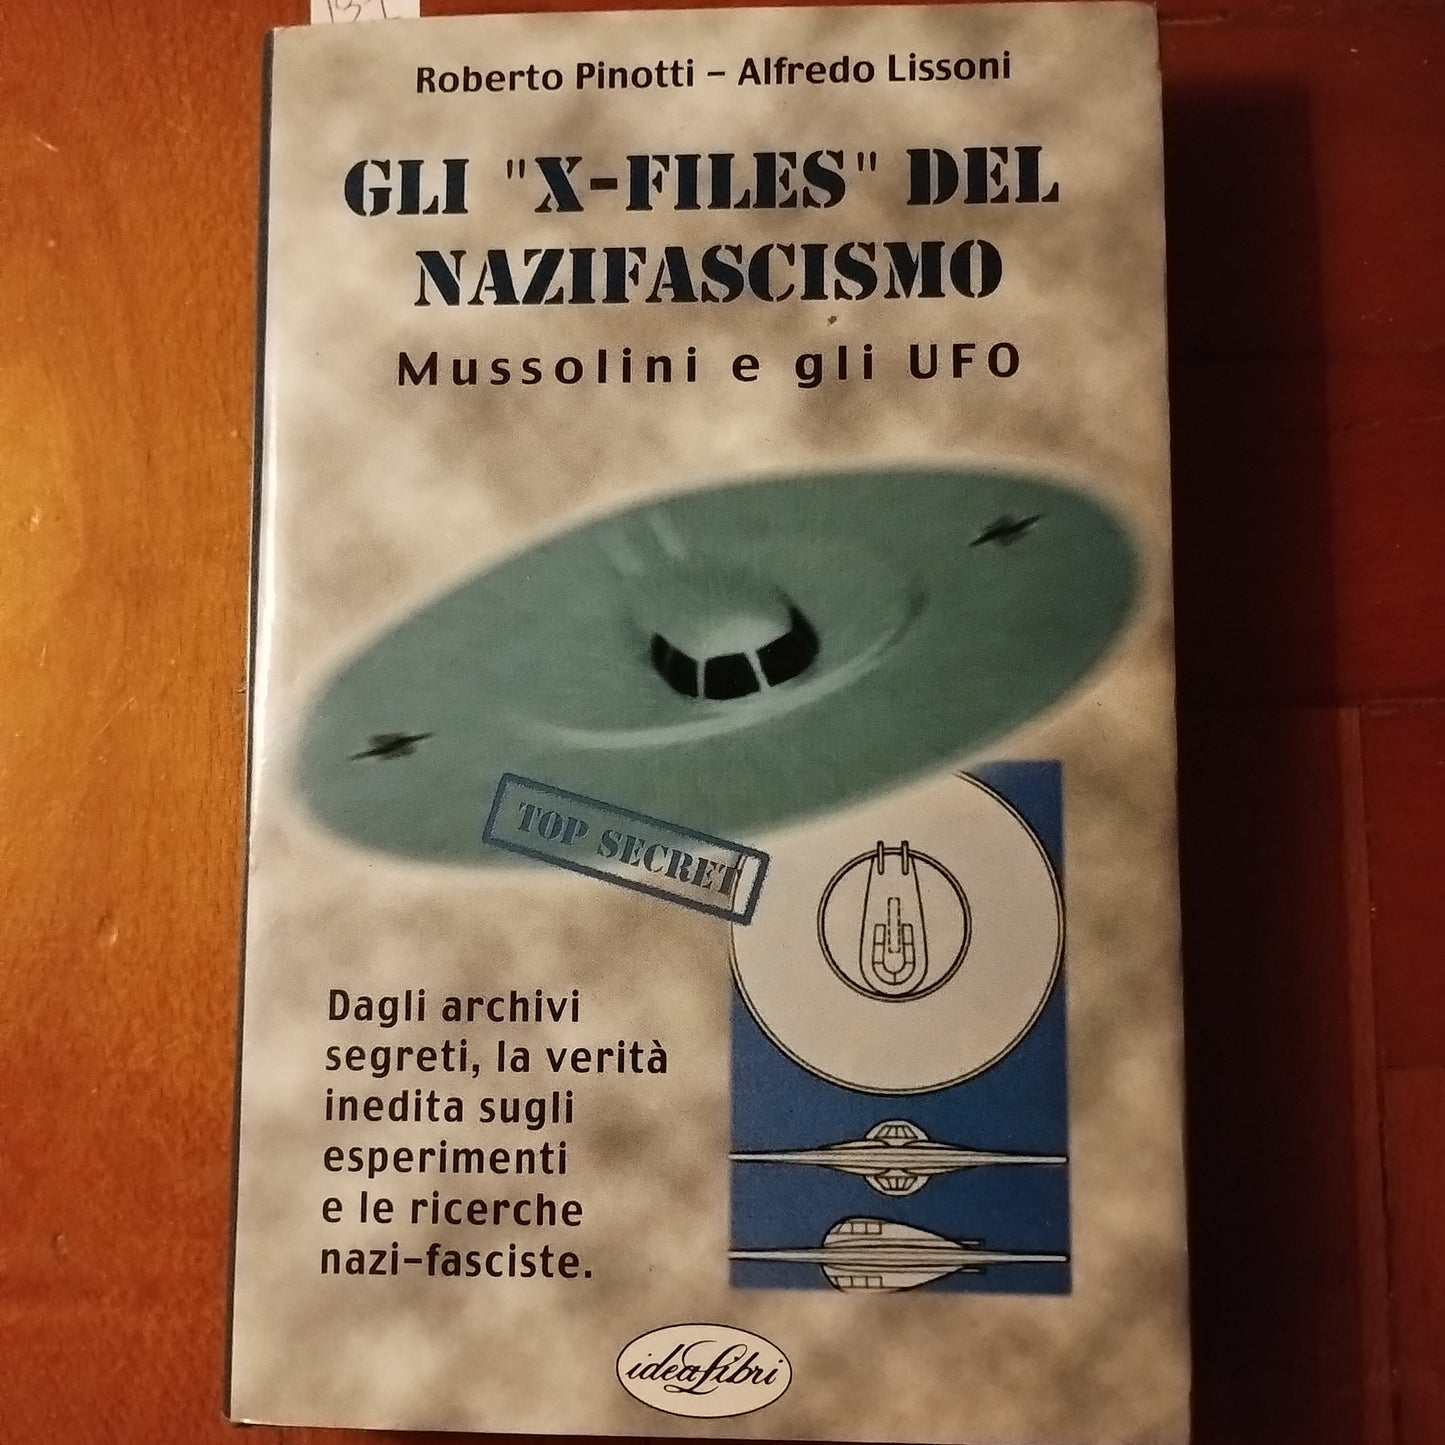 Roberto Pinotti – Alfredo Lissoni
GLI "X-FILES" DEL
NAZIFASCISMO
Mussolini e gli UFO
TOP SECRET
Dagli archivi
segreti, la verità
inedita sugli
esperimenti
e le ricerche
nazi-fasciste.
ideaLibri